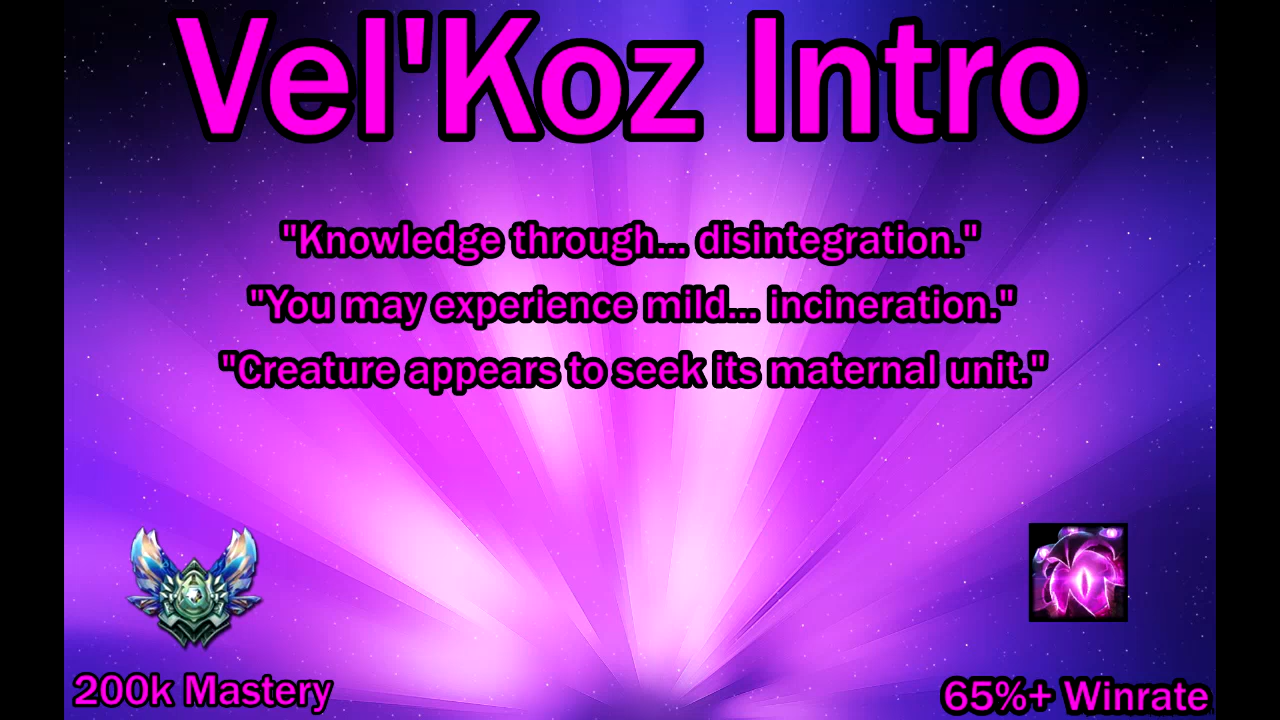 Vel'Koz Intro
"Knowledge through... disintegration."
"You may experience mild... incineration."
"Creature appears to seek its maternal unit."
200k Mastery
65%+ Winrate